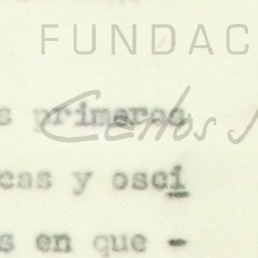 FUNDAC
s primeros
Carlos J
cas y osci
s en que -